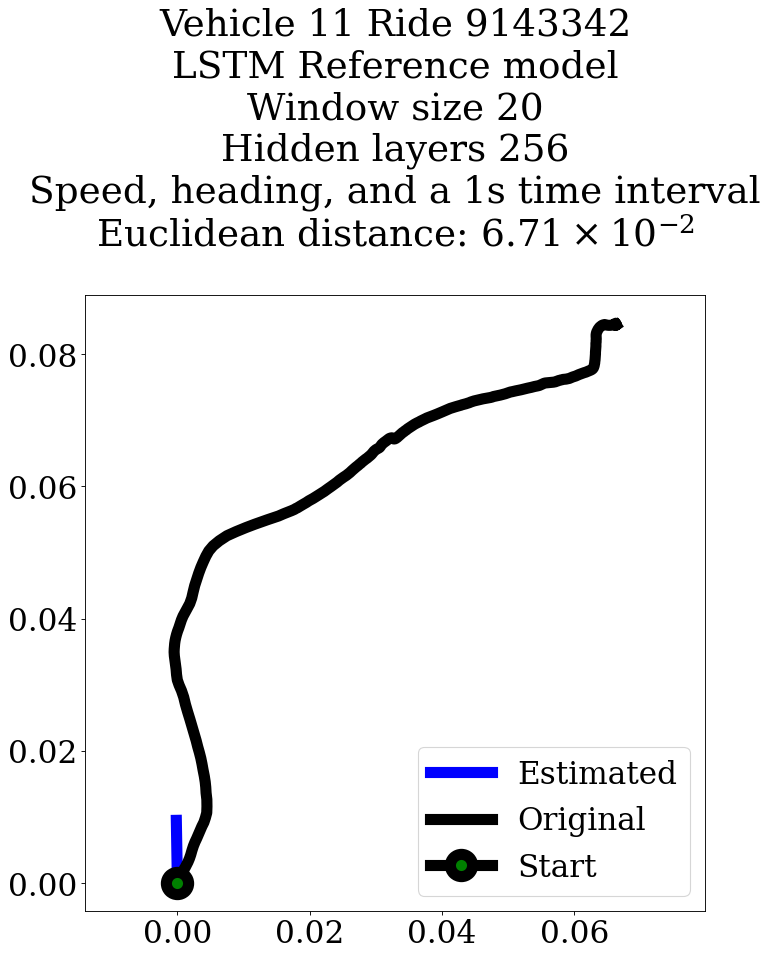 Vehicle 11 Ride 9143342
LSTM Reference model
Window size 20
Hidden layers 256
Speed, heading, and a 1s time interval
Euclidean distance: 6.71 × 10⁻²
0.08
0.06
0.04
0.02
0.00
Estimated
Original
Start
0.00 0.02 0.04 0.06